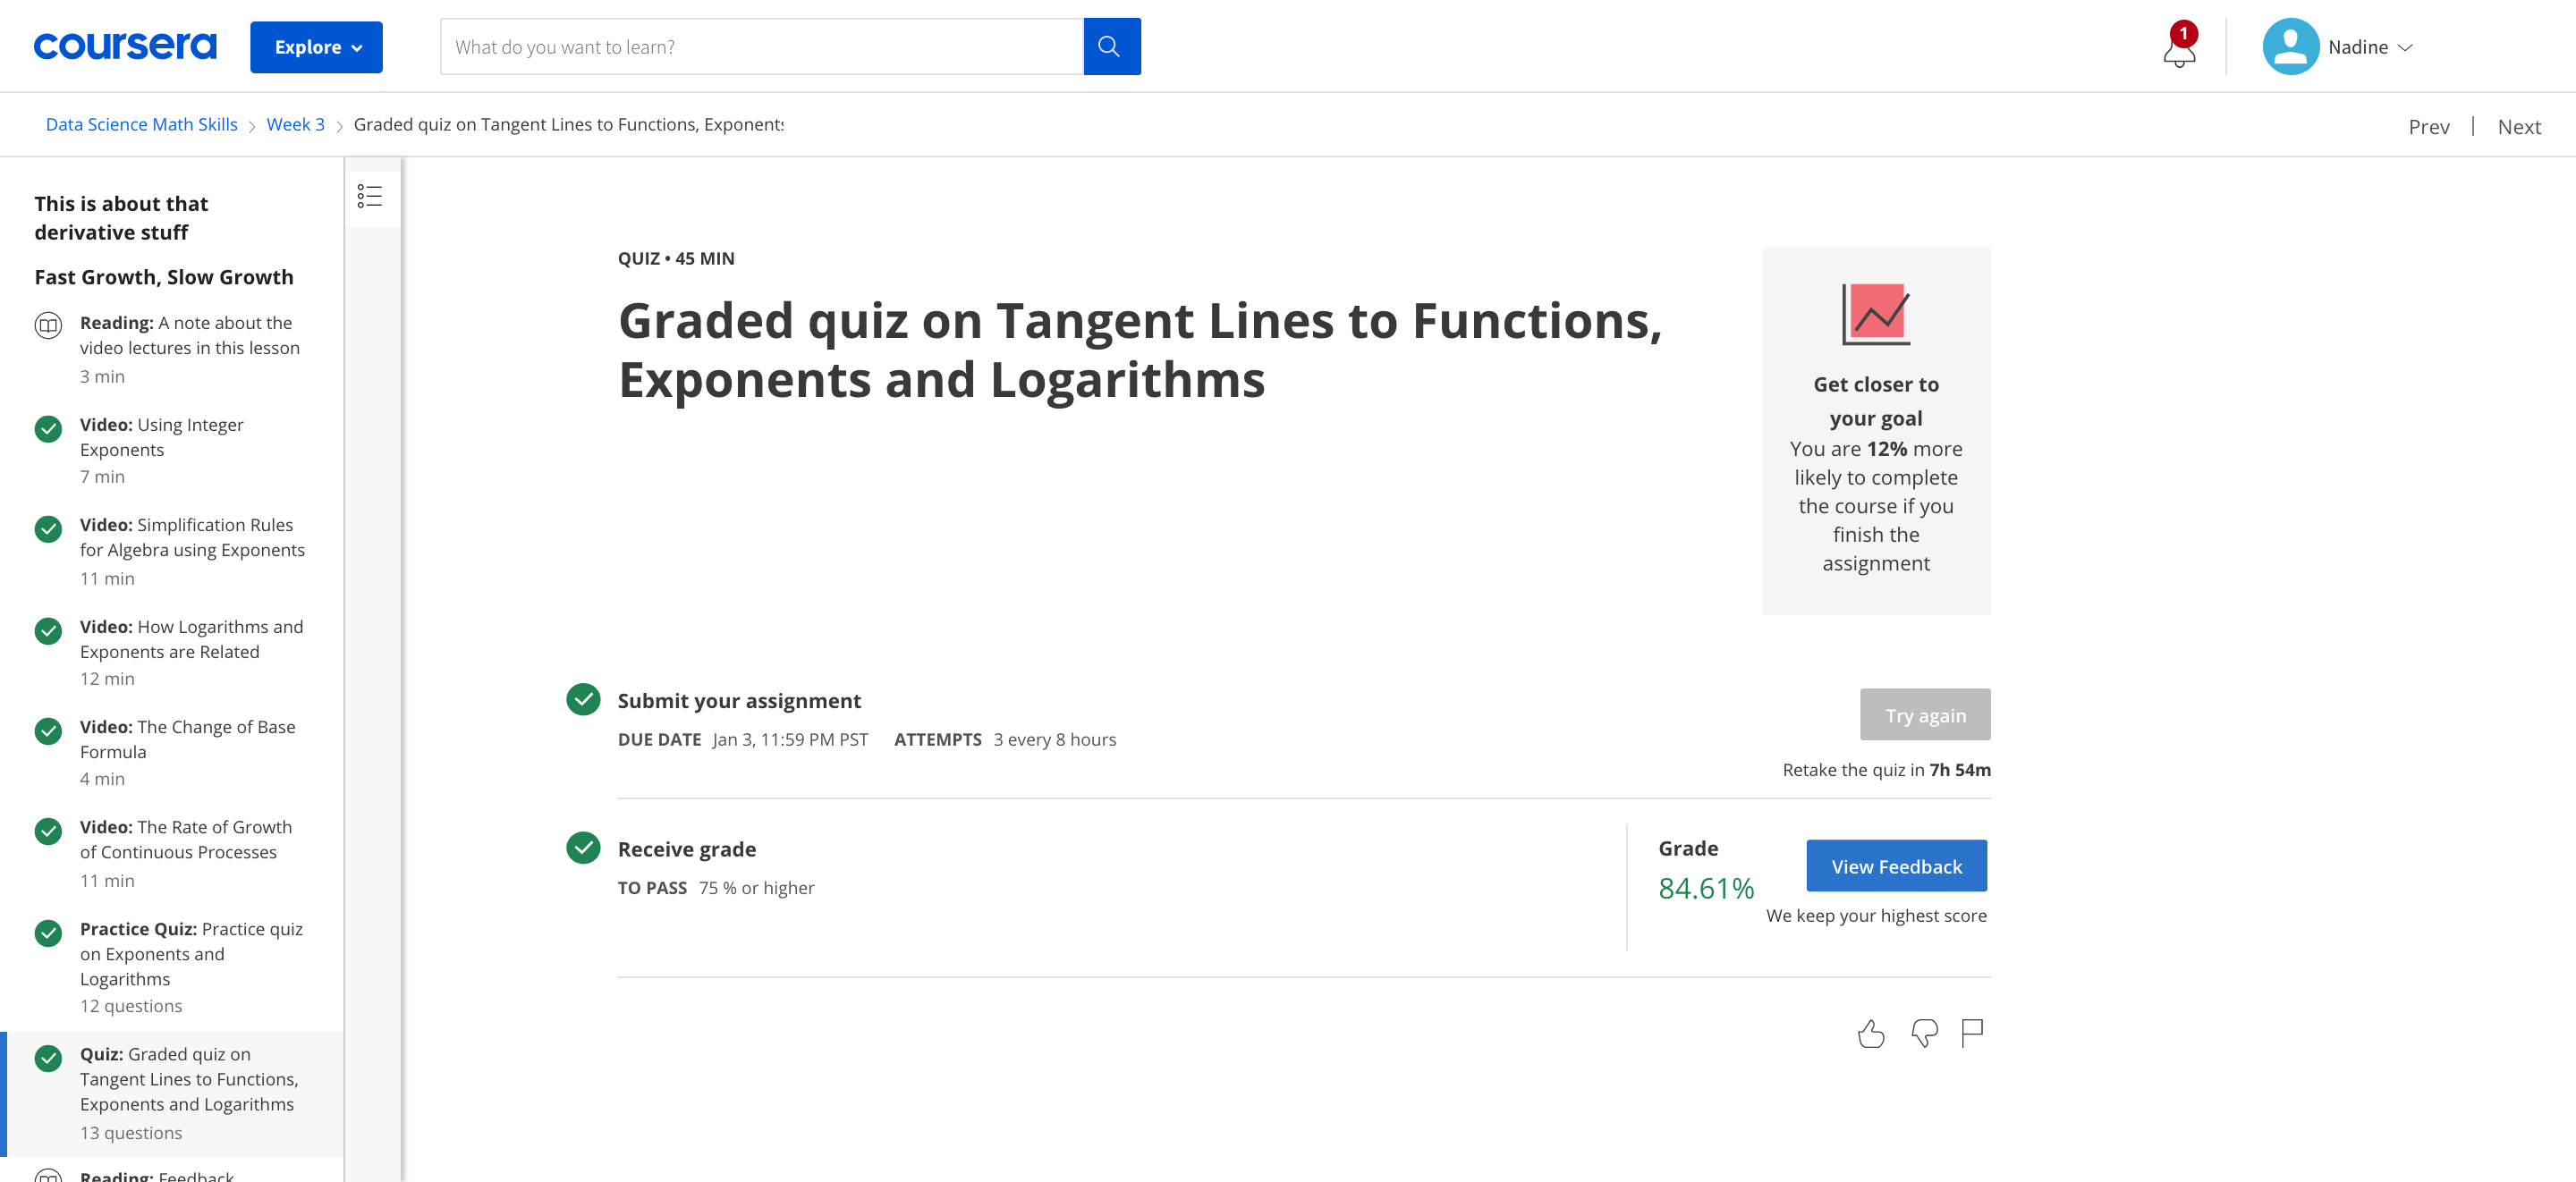 coursera
Explore
What do you want to learn?
1
Nadine
Data Science Math Skills
Week 3
Graded quiz on Tangent Lines to Functions, Exponents
Prev | Next
This is about that
derivative stuff
Fast Growth, Slow Growth
Reading: A note about the
video lectures in this lesson
3 min
Video: Using Integer
Exponents
7 min
Video: Simplification Rules
for Algebra using Exponents
11 min
Video: How Logarithms and
Exponents are Related
12 min
Video: The Change of Base
Formula
4 min
Video: The Rate of Growth
of Continuous Processes
11 min
Practice Quiz: Practice quiz
on Exponents and
Logarithms
12 questions
Quiz: Graded quiz on
Tangent Lines to Functions,
Exponents and Logarithms
13 questions
Reading: Feedback
QUIZ • 45 MIN
Graded quiz on Tangent Lines to Functions,
Exponents and Logarithms
Get closer to
your goal
You are 12% more
likely to complete
the course if you
finish the
assignment
Submit your assignment
DUE DATE Jan 3, 11:59 PM PST ATTEMPTS 3 every 8 hours
Try again
Retake the quiz in 7h 54m
Receive grade
TO PASS 75 % or higher
Grade
84.61%
View Feedback
We keep your highest score